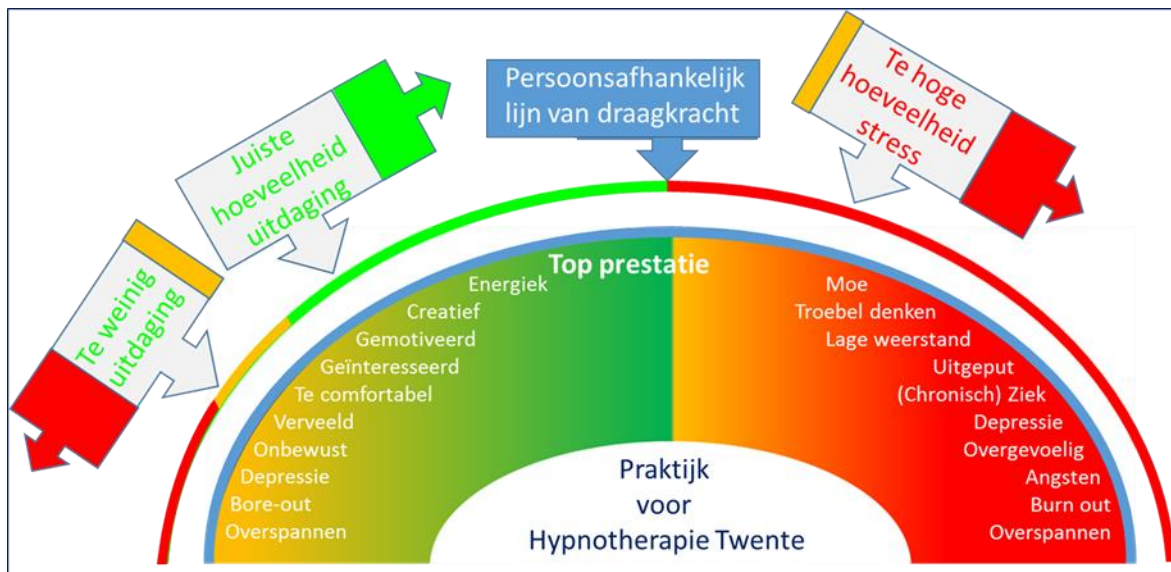 Te weinig
uitdaging
Juiste
hoeveelheid
uitdaging
Persoonsafhankelijk
lijn van draagkracht
Te hoge
hoeveelheid
stress
Top prestatie
Energiek
Creatief
Gemotiveerd
Geïnteresseerd
Te comfortabel
Verveeld
Onbewust
Depressie
Bore-out
Overspannen
Moe
Troebel denken
Lage weerstand
Uitgeput
(Chronisch) Ziek
Depressie
Overgevoelig
Angsten
Burn out
Overspannen
Praktijk
voor
Hypnotherapie Twente